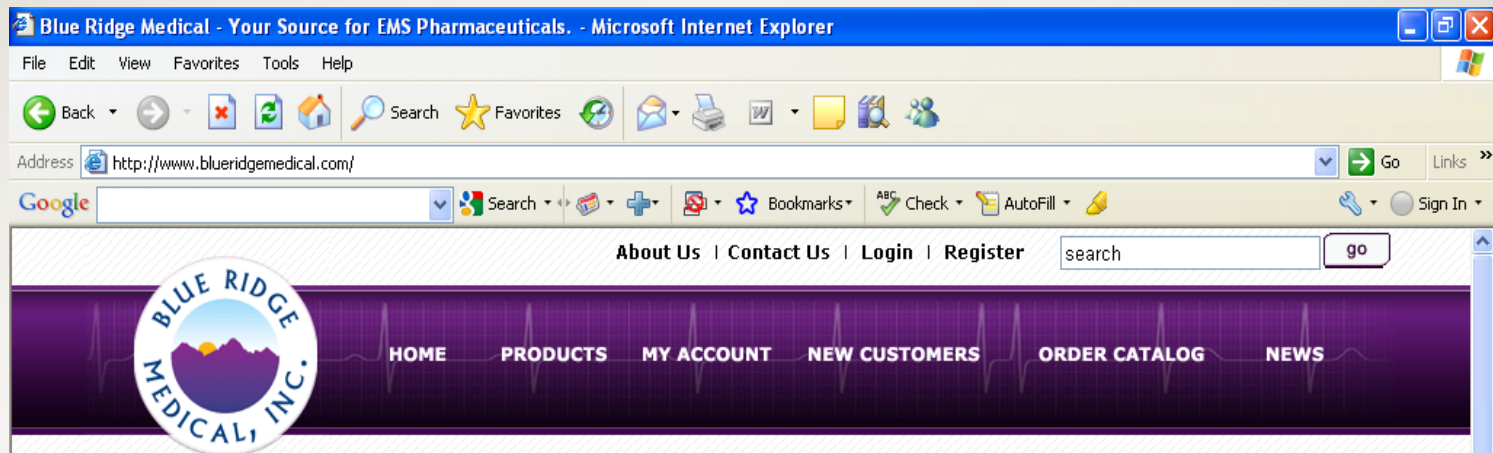 Blue Ridge Medical - Your Source for EMS Pharmaceuticals. - Microsoft Internet Explorer
File Edit View Favorites Tools Help
Back Search Favorites W
Address http://www.blueridgemedical.com/ Go Links »
Google Search Bookmarks ABC Check AutoFill Sign In
About Us | Contact Us | Login | Register search go
BLUE RIDGE
MEDICAL, INC.
HOME PRODUCTS MY ACCOUNT NEW CUSTOMERS ORDER CATALOG NEWS